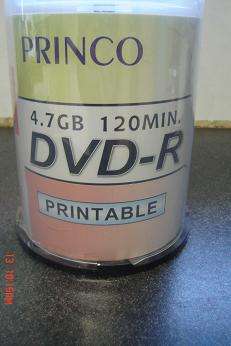 PRINCO
4.7GB 120MIN.
DVD-R
PRINTABLE